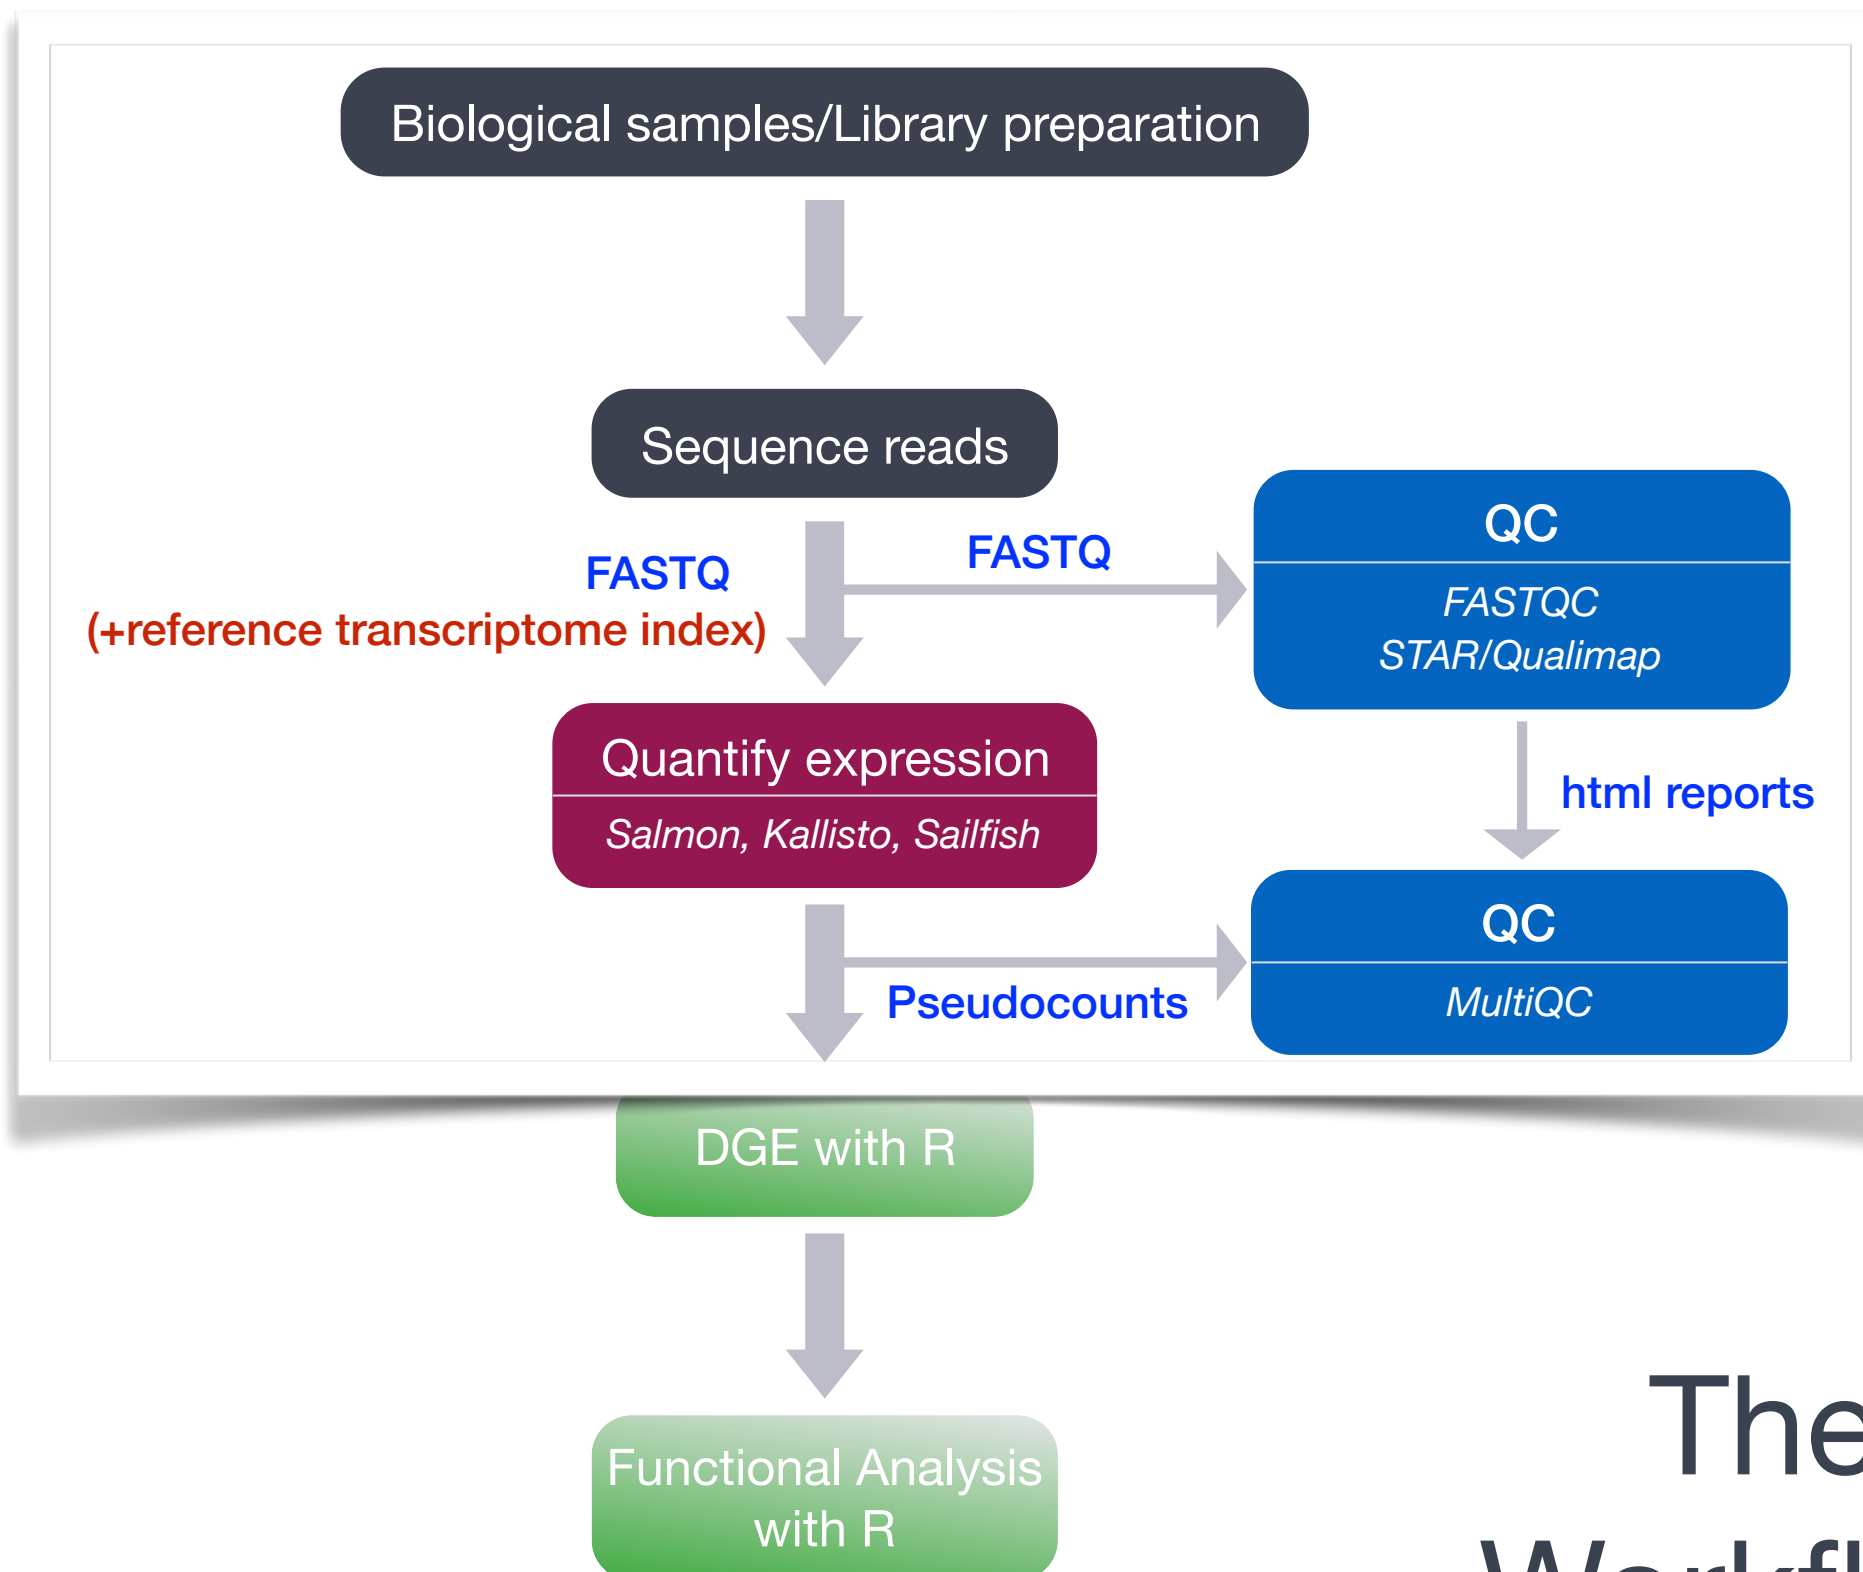 Biological samples/Library preparation
Sequence reads
FASTQ
(+reference transcriptome index)
FASTQ
QC
FASTQC
STAR/Qualimap
Quantify expression
Salmon, Kallisto, Sailfish
html reports
Pseudocounts
QC
MultiQC
DGE with R
Functional Analysis
with R
The